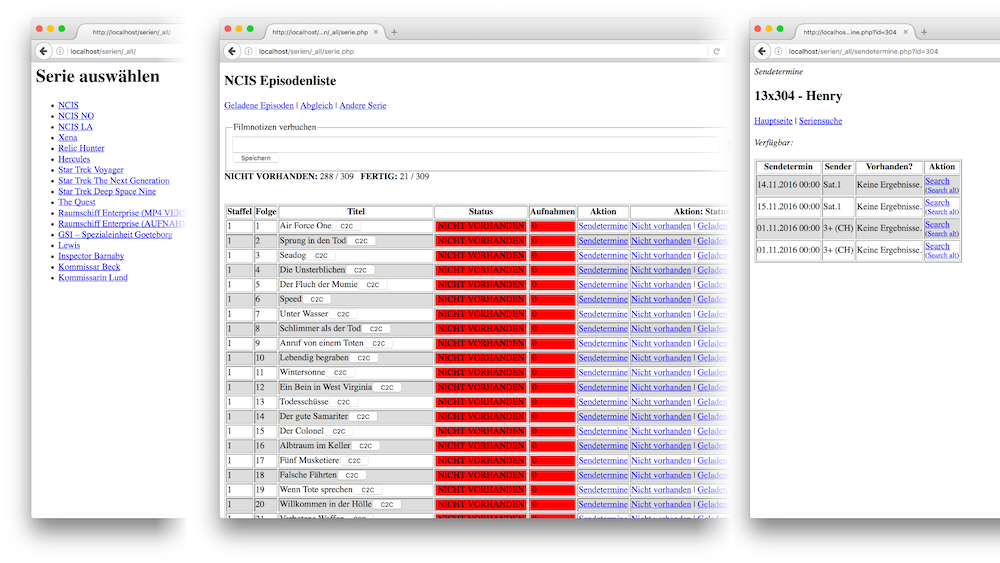 http://localhost/serien/_all/
localhost/serien/_all/
Serie auswählen
NCIS
NCIS NO
NCIS LA
Xena
Relic Hunter
Hercules
Star Trek Voyager
Star Trek The Next Generation
Star Trek Deep Space Nine
The Quest
Raumschiff Enterprise (MP4 VER
Raumschiff Enterprise (AUFNAH
GSI – Spezialeinheit Goeteborg
Lewis
Inspector Barnaby
Kommissar Beck
Kommissarin Lund
http://localhost/...n/_all/serie.php
localhost/serien/_all/serie.php
NCIS Episodenliste
Geladene Episoden | Abgleich | Andere Serie
Filmnotizen verbuchen
Speichern
NICHT VORHANDEN: 288 / 309 FERTIG: 21 / 309
Staffel Folge Titel Status Aufnahmen Aktion Aktion: Statu
1 1 Air Force One C2C NICHT VORHANDEN 0 Sendetermine Nicht vorhanden | Geladen
1 2 Sprung in den Tod C2C NICHT VORHANDEN 0 Sendetermine Nicht vorhanden | Geladen
1 3 Seadog C2C NICHT VORHANDEN 0 Sendetermine Nicht vorhanden | Geladen
1 4 Die Unsterblichen C2C NICHT VORHANDEN 0 Sendetermine Nicht vorhanden | Geladen
1 5 Der Fluch der Mumie C2C NICHT VORHANDEN 0 Sendetermine Nicht vorhanden | Geladen
1 6 Speed C2C NICHT VORHANDEN 0 Sendetermine Nicht vorhanden | Geladen
1 7 Unter Wasser C2C NICHT VORHANDEN 0 Sendetermine Nicht vorhanden | Geladen
1 8 Schlimmer als der Tod C2C NICHT VORHANDEN 0 Sendetermine Nicht vorhanden | Geladen
1 9 Anruf von einem Toten C2C NICHT VORHANDEN 0 Sendetermine Nicht vorhanden | Geladen
1 10 Lebendig begraben C2C NICHT VORHANDEN 0 Sendetermine Nicht vorhanden | Geladen
1 11 Wintersonne C2C NICHT VORHANDEN 0 Sendetermine Nicht vorhanden | Geladen
1 12 Ein Bein in West Virginia C2C NICHT VORHANDEN 0 Sendetermine Nicht vorhanden | Geladen
1 13 Todesschüsse C2C NICHT VORHANDEN 0 Sendetermine Nicht vorhanden | Geladen
1 14 Der gute Samariter C2C NICHT VORHANDEN 0 Sendetermine Nicht vorhanden | Geladen
1 15 Der Colonel C2C NICHT VORHANDEN 0 Sendetermine Nicht vorhanden | Geladen
1 16 Albtraum im Keller C2C NICHT VORHANDEN 0 Sendetermine Nicht vorhanden | Geladen
1 17 Fünf Musketiere C2C NICHT VORHANDEN 0 Sendetermine Nicht vorhanden | Geladen
1 18 Falsche Fährten C2C NICHT VORHANDEN 0 Sendetermine Nicht vorhanden | Geladen
1 19 Wenn Tote sprechen C2C NICHT VORHANDEN 0 Sendetermine Nicht vorhanden | Geladen
1 20 Willkommen in der Hölle C2C NICHT VORHANDEN 0 Sendetermine Nicht vorhanden | Geladen
http://localhos...ine.php?id=304
localhost/serien/_all/sendetermine.php?id=304
Sendetermine
13x304 - Henry
Hauptseite | Seriensuche
Verfügbar:
Sendetermin Sender Vorhanden? Aktion
14.11.2016 00:00 Sat.1 Keine Ergebnisse. Search
(Search alt)
15.11.2016 00:00 Sat.1 Keine Ergebnisse. Search
(Search alt)
01.11.2016 00:00 3+ (CH) Keine Ergebnisse. Search
(Search alt)
01.11.2016 00:00 3+ (CH) Keine Ergebnisse. Search
(Search alt)